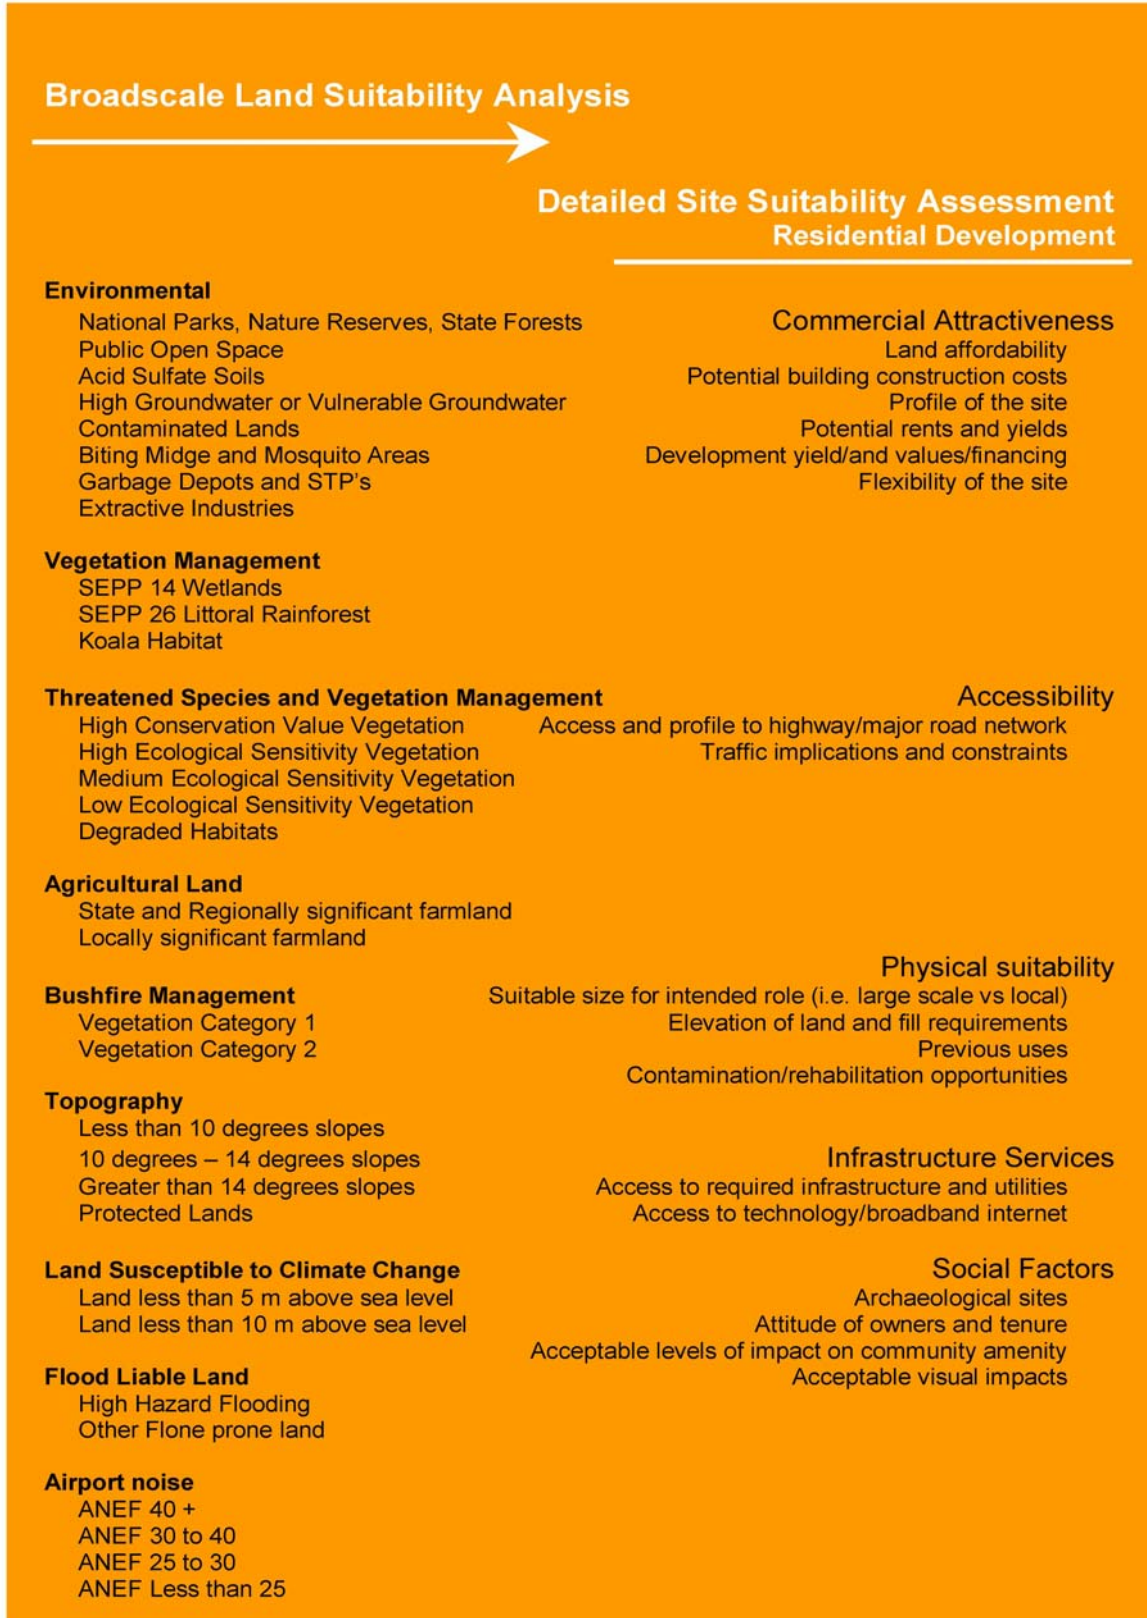 Broadscale Land Suitability Analysis
Detailed Site Suitability Assessment
Residential Development
Environmental
National Parks, Nature Reserves, State Forests
Public Open Space
Acid Sulfate Soils
High Groundwater or Vulnerable Groundwater
Contaminated Lands
Biting Midge and Mosquito Areas
Garbage Depots and STP's
Extractive Industries
Vegetation Management
SEPP 14 Wetlands
SEPP 26 Littoral Rainforest
Koala Habitat
Threatened Species and Vegetation Management
High Conservation Value Vegetation
High Ecological Sensitivity Vegetation
Medium Ecological Sensitivity Vegetation
Low Ecological Sensitivity Vegetation
Degraded Habitats
Agricultural Land
State and Regionally significant farmland
Locally significant farmland
Bushfire Management
Vegetation Category 1
Vegetation Category 2
Topography
Less than 10 degrees slopes
10 degrees – 14 degrees slopes
Greater than 14 degrees slopes
Protected Lands
Land Susceptible to Climate Change
Land less than 5 m above sea level
Land less than 10 m above sea level
Flood Liable Land
High Hazard Flooding
Other Flone prone land
Airport noise
ANEF 40 +
ANEF 30 to 40
ANEF 25 to 30
ANEF Less than 25
Commercial Attractiveness
Land affordability
Potential building construction costs
Profile of the site
Potential rents and yields
Development yield/and values/financing
Flexibility of the site
Accessibility
Access and profile to highway/major road network
Traffic implications and constraints
Physical suitability
Suitable size for intended role (i.e. large scale vs local)
Elevation of land and fill requirements
Previous uses
Contamination/rehabilitation opportunities
Infrastructure Services
Access to required infrastructure and utilities
Access to technology/broadband internet
Social Factors
Archaeological sites
Attitude of owners and tenure
Acceptable levels of impact on community amenity
Acceptable visual impacts